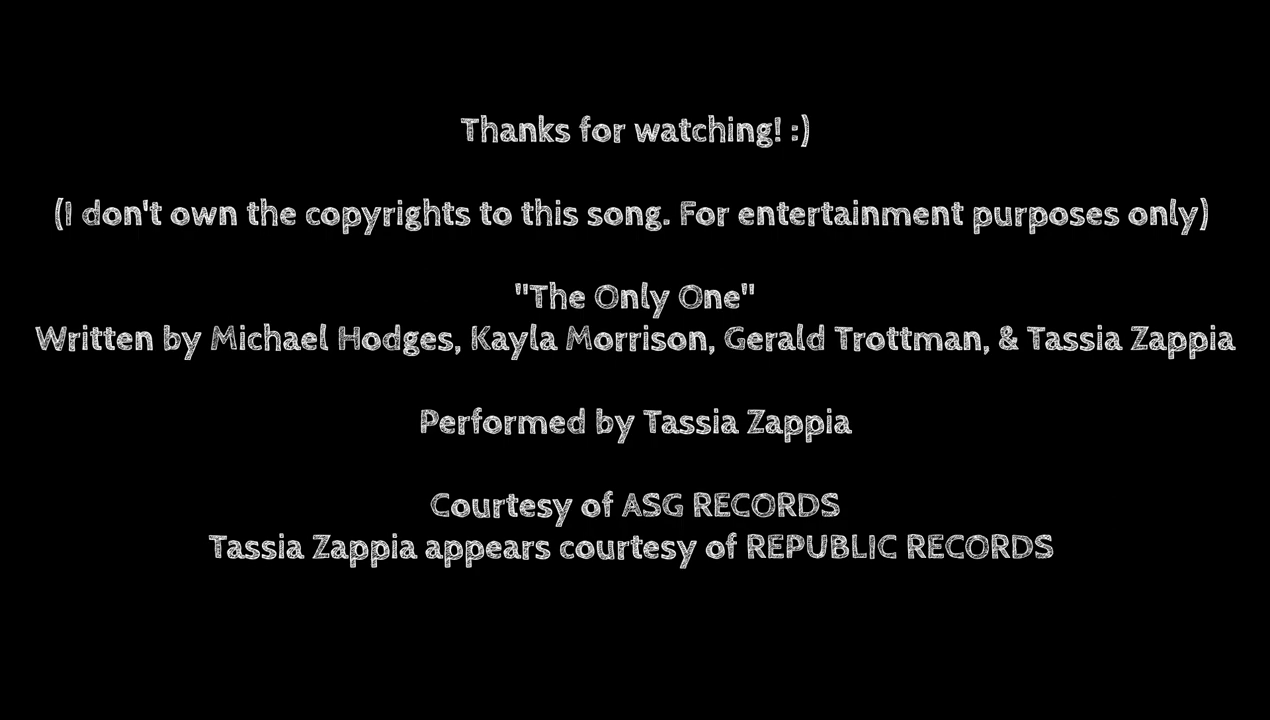 Thanks for watching! :)
(I don't own the copyrights to this song. For entertainment purposes only)
"The Only One"
Written by Michael Hodges, Kayla Morrison, Gerald Trottman, & Tassia Zappia
Performed by Tassia Zappia
Courtesy of ASG RECORDS
Tassia Zappia appears courtesy of REPUBLIC RECORDS